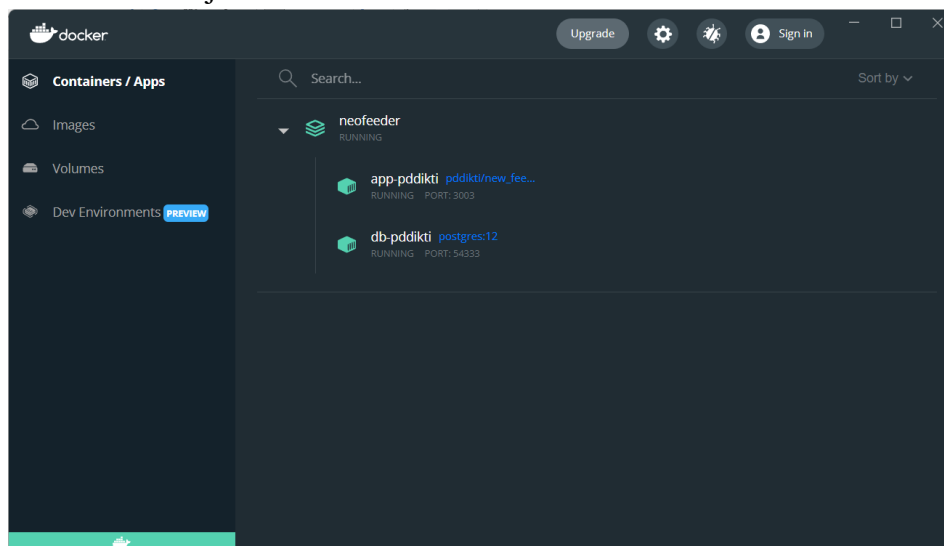 docker
Upgrade
Sign in
Containers / Apps
Search...
Sort by
Images
neofeeder
RUNNING
Volumes
app-pddikti pddikti/new_fee...
RUNNING PORT: 3003
Dev Environments PREVIEW
db-pddikti postgres:12
RUNNING PORT: 54333